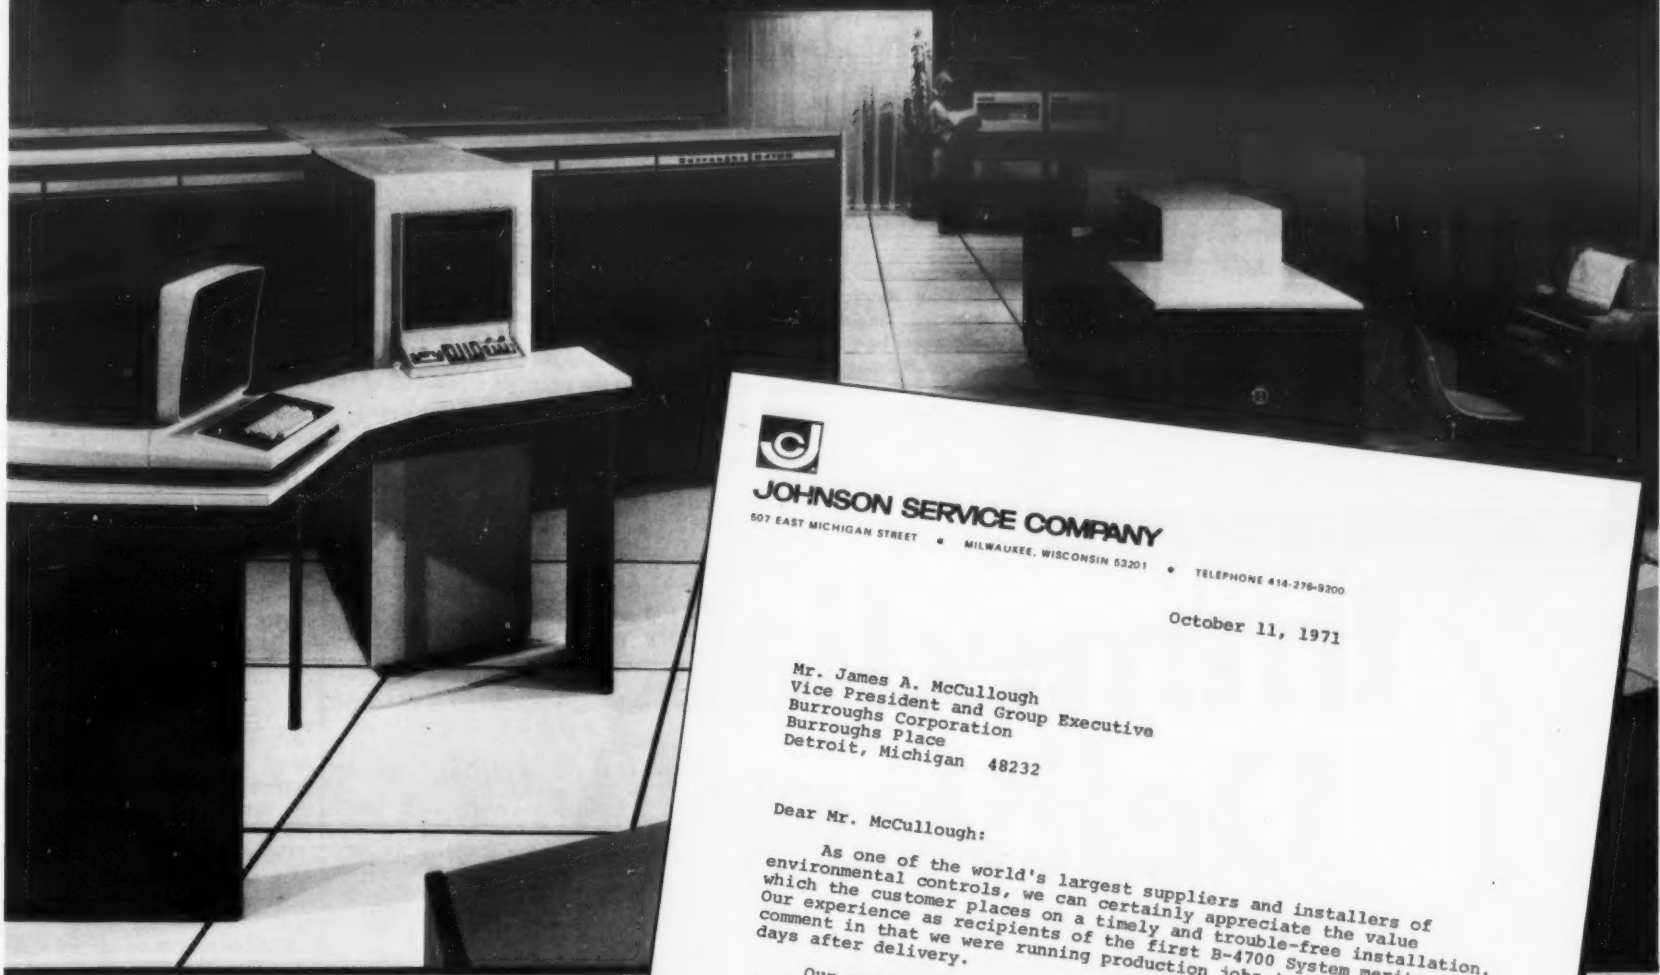 Burroughs B-4700
JOHNSON SERVICE COMPANY
507 EAST MICHIGAN STREET • MILWAUKEE, WISCONSIN 53201 • TELEPHONE 414-276-9200
October 11, 1971
Mr. James A. McCullough
Vice President and Group Executive
Burroughs Corporation
Burroughs Place
Detroit, Michigan 48232
Dear Mr. McCullough:
As one of the world's largest suppliers and installers of
environmental controls, we can certainly appreciate the value
which the customer places on a timely and trouble-free installation.
Our experience as recipients of the first B-4700 System
comment in that we were running production jobs
days after delivery.
Our